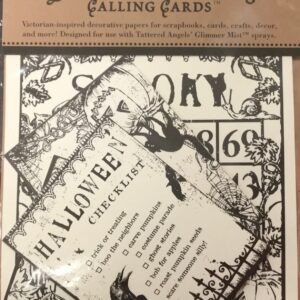 CALLING CARDS™
Victorian-inspired decorative papers for scrapbooks, cards, crafts, decor,
and more! Designed for use with Tattered Angels' Glimmer Mist™ sprays.
SPOOKY
8
69
HALLOWEEN
CHECKLIST
trick or treating
boo the neighbors
carve pumpkins
costume parade
ghost stories
bob for apples
roast pumpkin seeds
scare someone silly!